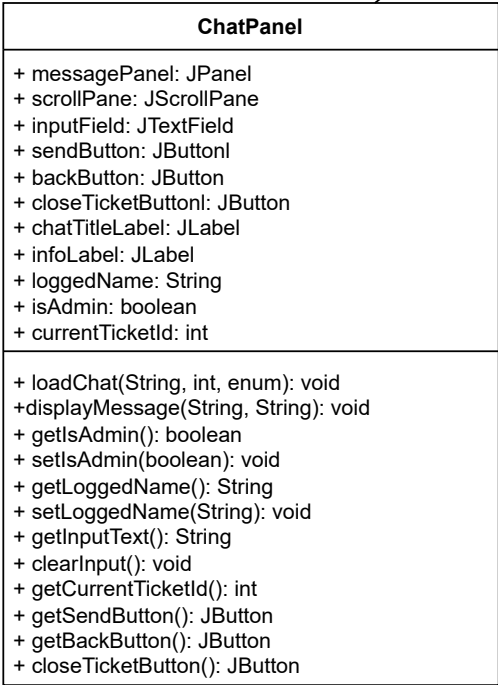 ChatPanel
+ messagePanel: JPanel
+ scrollPane: JScrollPane
+ inputField: JTextField
+ sendButton: JButtonl
+ backButton: JButton
+ closeTicketButtonl: JButton
+ chatTitleLabel: JLabel
+ infoLabel: JLabel
+ loggedName: String
+ isAdmin: boolean
+ currentTicketId: int
+ loadChat(String, int, enum): void
+displayMessage(String, String): void
+ getIsAdmin(): boolean
+ setIsAdmin(boolean): void
+ getLoggedName(): String
+ setLoggedName(String): void
+ getInputText(): String
+ clearInput(): void
+ getCurrentTicketId(): int
+ getSendButton(): JButton
+ getBackButton(): JButton
+ closeTicketButton(): JButton